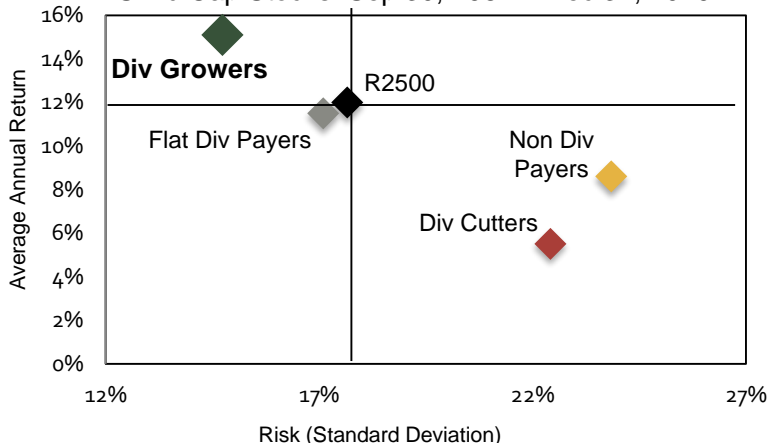 16%
14%
Div Growers
R2500
12%
Flat Div Payers
10%
Non Div
Payers
8%
Div Cutters
6%
4%
2%
0%
12%
17%
22%
27%
Average Annual Return
Risk (Standard Deviation)